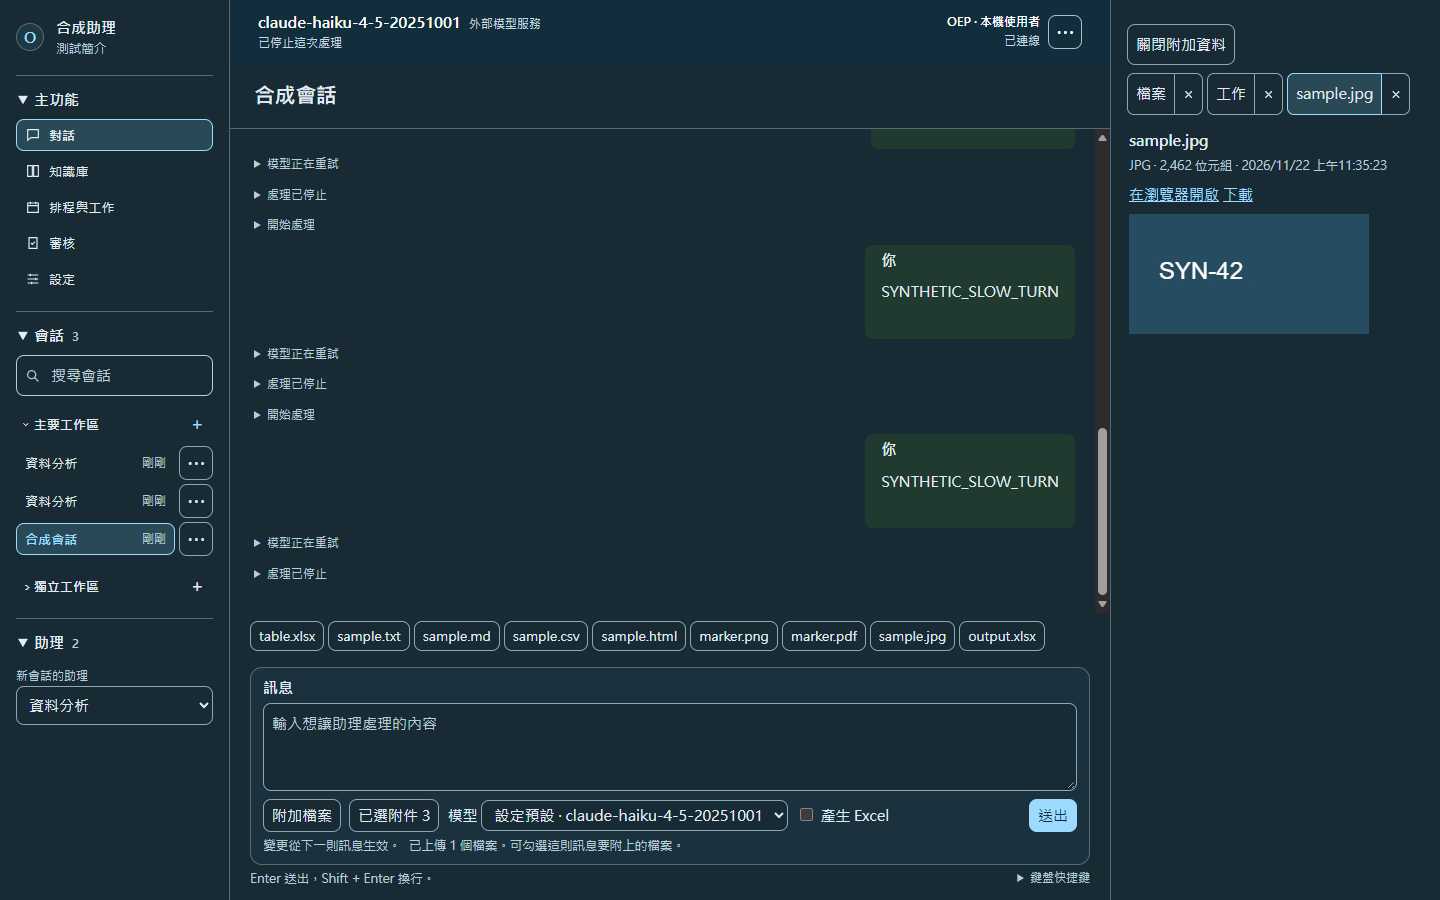 O 合成助理
測試簡介
▼ 主功能
對話
知識庫
排程與工作
審核
設定
▼ 會話 3
搜尋會話
主要工作區 +
資料分析 剛剛 ...
資料分析 剛剛 ...
合成會話 剛剛 ...
獨立工作區 +
▼ 助理 2
新會話的助理
資料分析
claude-haiku-4-5-20251001 外部模型服務
已停止這次處理
OEP · 本機使用者
已連線
...
合成會話
▶ 模型正在重試
▶ 處理已停止
▶ 開始處理
你
SYNTHETIC_SLOW_TURN
▶ 模型正在重試
▶ 處理已停止
▶ 開始處理
你
SYNTHETIC_SLOW_TURN
▶ 模型正在重試
▶ 處理已停止
table.xlsx sample.txt sample.md sample.csv sample.html marker.png marker.pdf sample.jpg output.xlsx
訊息
輸入想讓助理處理的內容
附加檔案 已選附件 3 模型 設定預設 · claude-haiku-4-5-20251001 產生 Excel 送出
變更從下一則訊息生效。 已上傳 1 個檔案。可勾選這則訊息要附上的檔案。
Enter 送出，Shift + Enter 換行。 ▶ 鍵盤快捷鍵
關閉附加資料
檔案 × 工作 × sample.jpg ×
sample.jpg
JPG · 2,462 位元組 · 2026/11/22 上午11:35:23
在瀏覽器開啟 下載
SYN-42